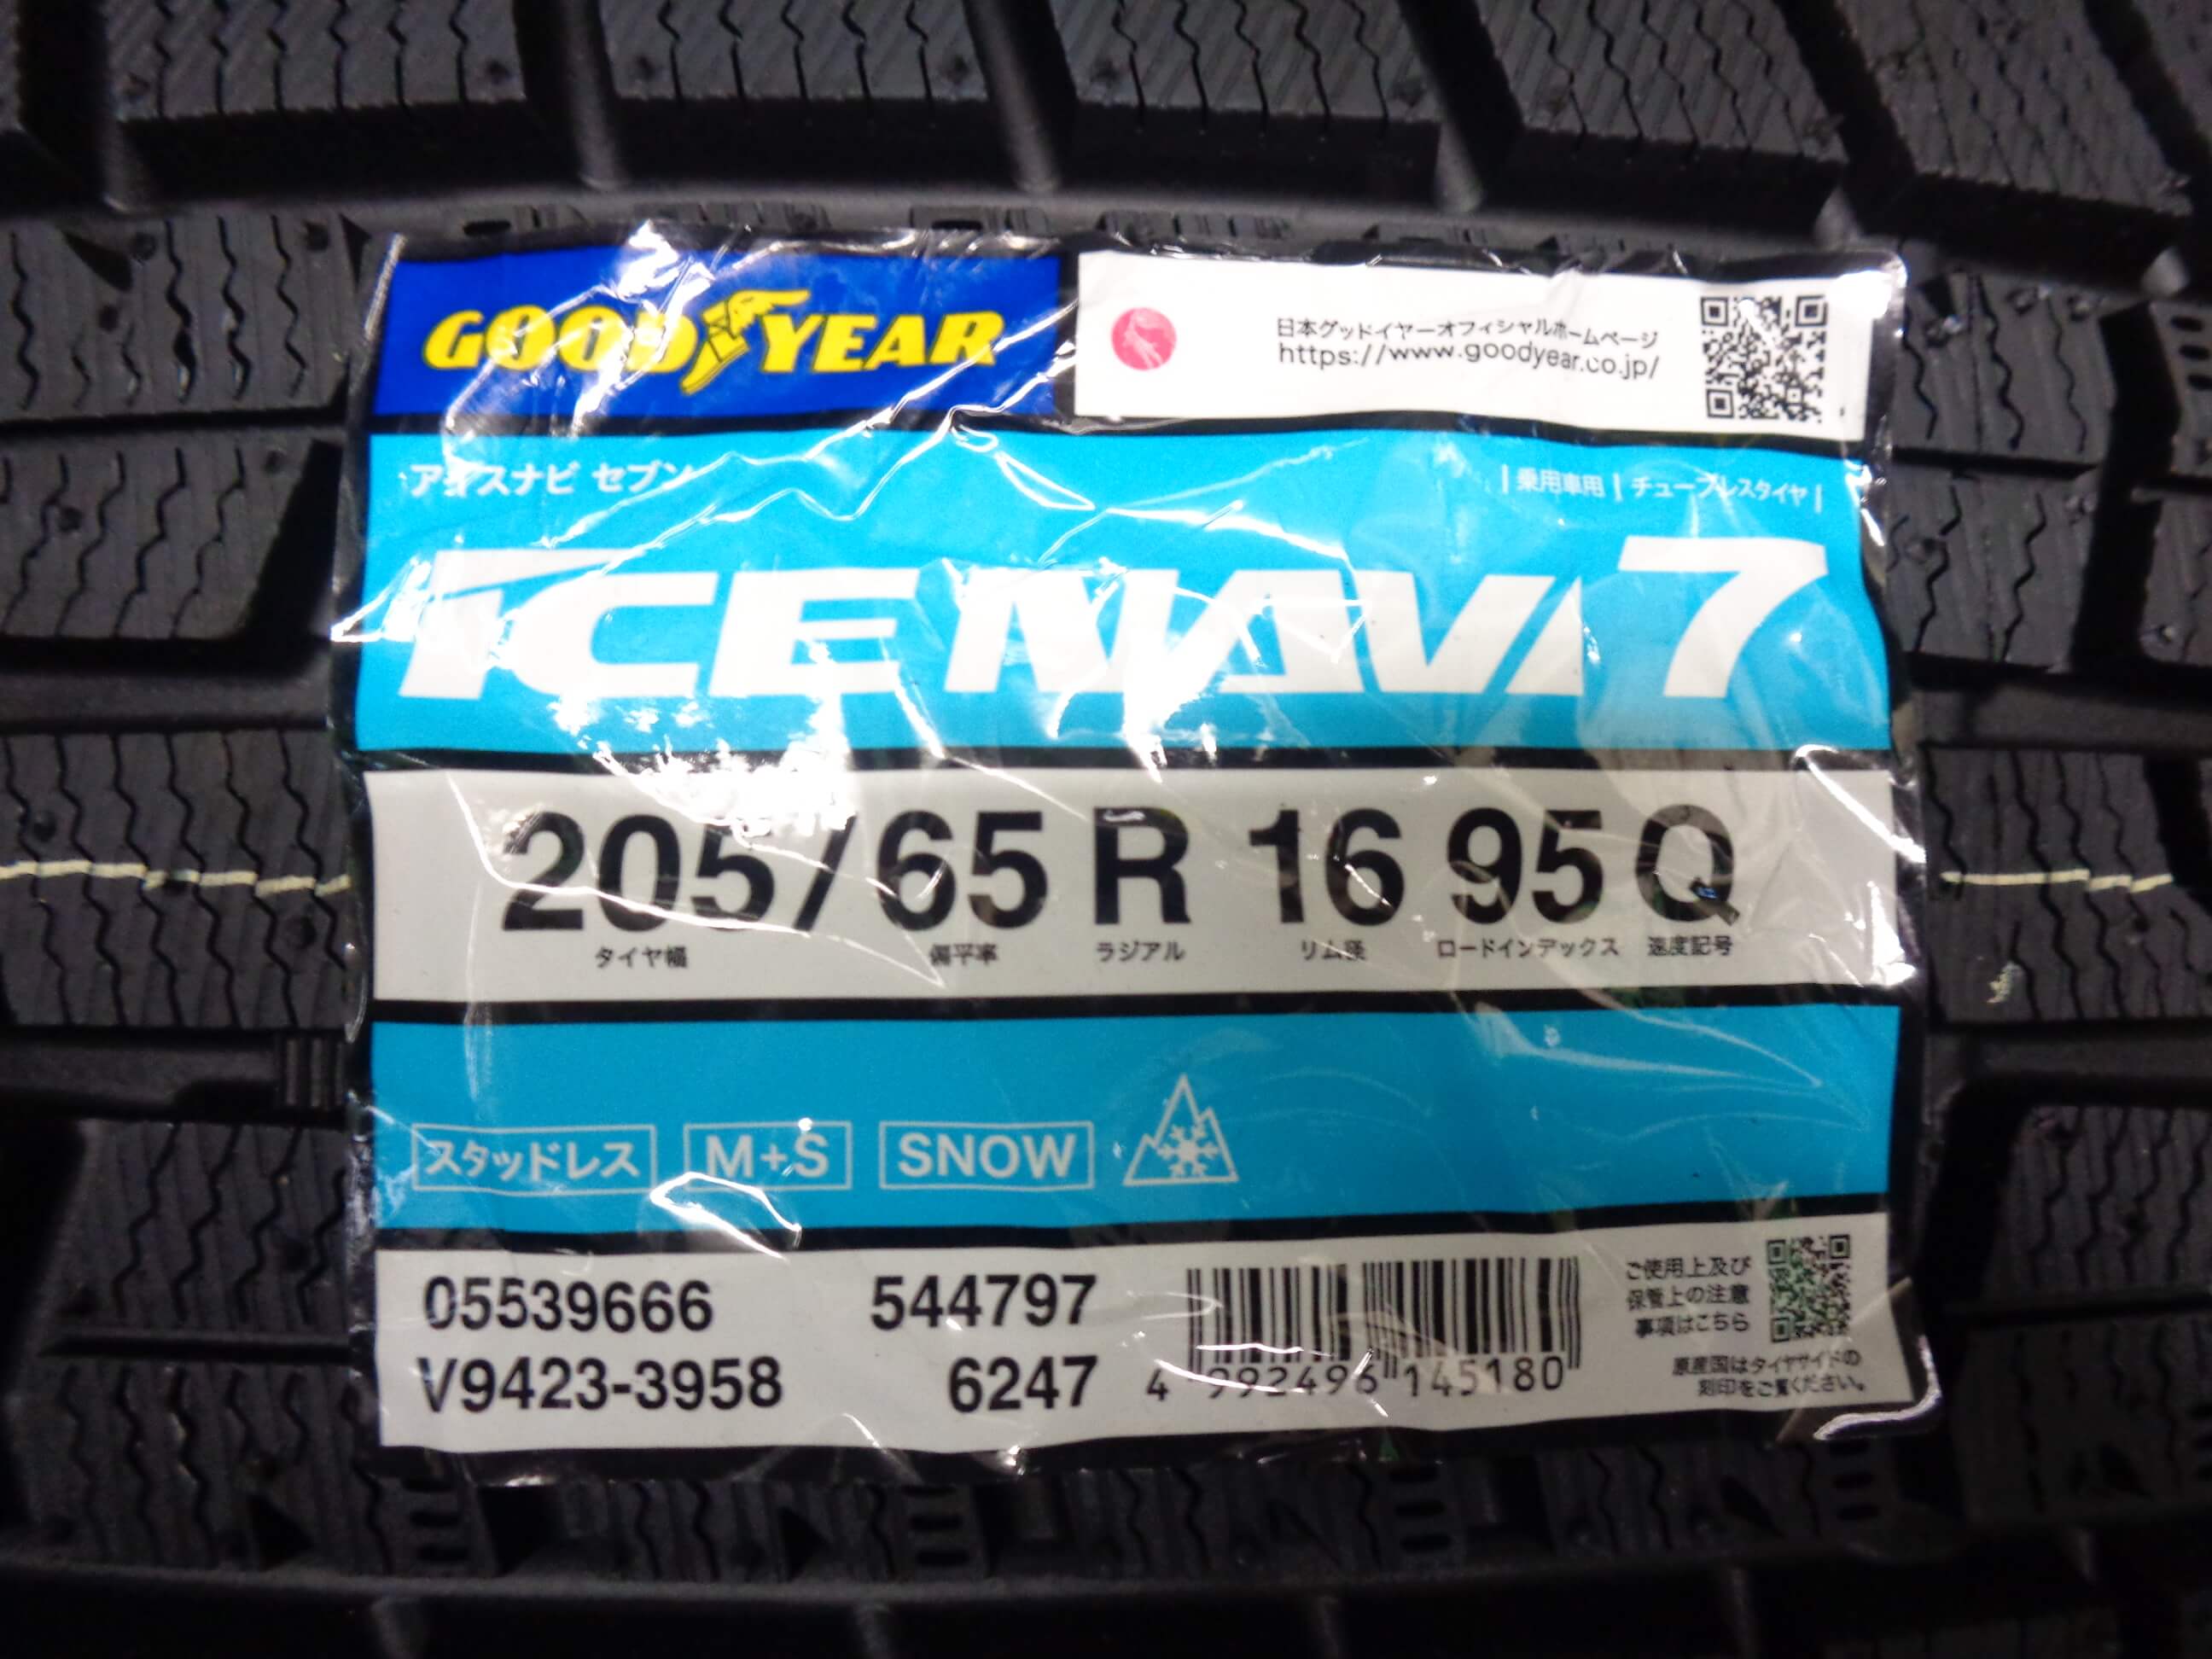 GOOD YEAR
日本グッドイヤーオフィシャルホームページ
https://www.goodyear.co.jp/
アイスナビ セブン
| 乗用車用 | チューブレスタイヤ |
ICE NAVI 7
205/65 R 16 95 Q
タイヤ幅 偏平率 ラジアル リム径 ロードインデックス 速度記号
スタッドレス M+S SNOW
05539666 544797
V9423-3958 6247
4 992496 145180
ご使用上及び
保管上の注意
事項はこちら
原産国はタイヤサイドの
刻印をご覧ください。